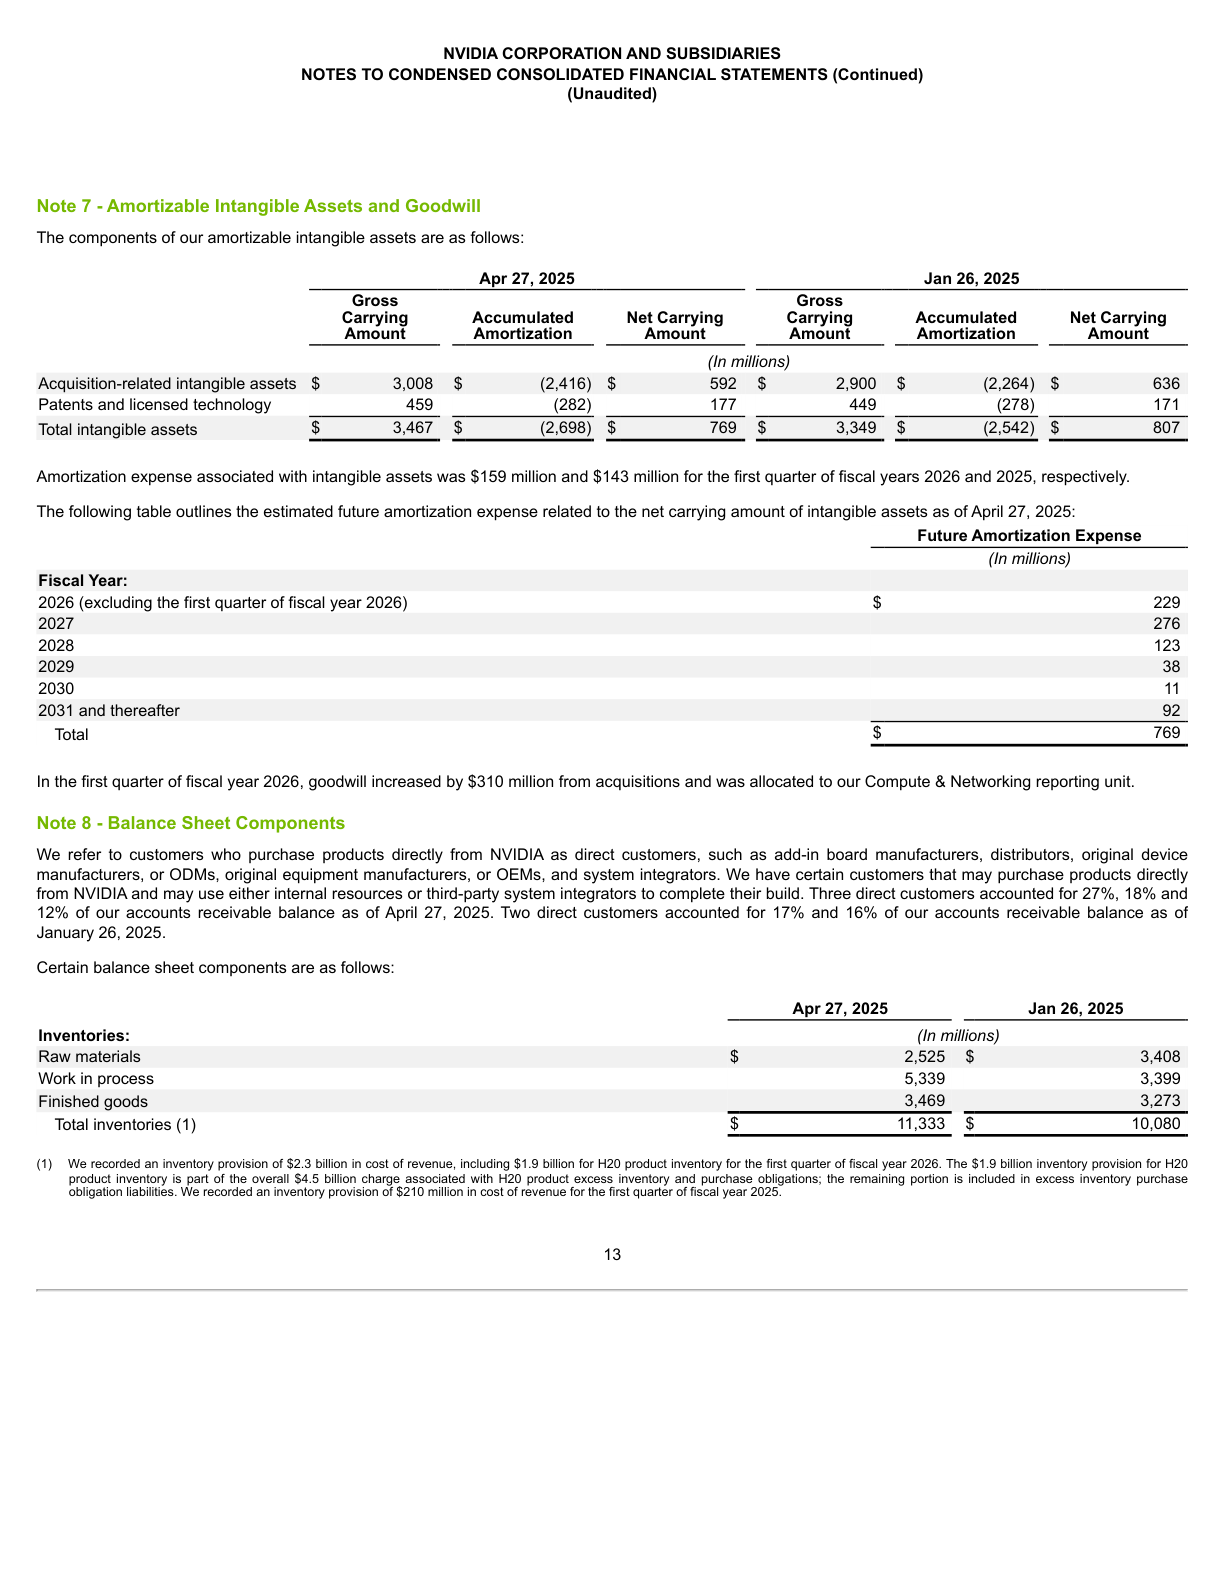 NVIDIA CORPORATION AND SUBSIDIARIES
NOTES TO CONDENSED CONSOLIDATED FINANCIAL STATEMENTS (Continued)
(Unaudited)
Note 7 - Amortizable Intangible Assets and Goodwill
The components of our amortizable intangible assets are as follows:
Apr 27, 2025 Jan 26, 2025
Gross Carrying Amount Accumulated Amortization Net Carrying Amount Gross Carrying Amount Accumulated Amortization Net Carrying Amount
(In millions)
Acquisition-related intangible assets $ 3,008 $ (2,416) $ 592 $ 2,900 $ (2,264) $ 636
Patents and licensed technology 459 (282) 177 449 (278) 171
Total intangible assets $ 3,467 $ (2,698) $ 769 $ 3,349 $ (2,542) $ 807
Amortization expense associated with intangible assets was $159 million and $143 million for the first quarter of fiscal years 2026 and 2025, respectively.
The following table outlines the estimated future amortization expense related to the net carrying amount of intangible assets as of April 27, 2025:
Future Amortization Expense
(In millions)
Fiscal Year:
2026 (excluding the first quarter of fiscal year 2026) $ 229
2027 276
2028 123
2029 38
2030 11
2031 and thereafter 92
Total $ 769
In the first quarter of fiscal year 2026, goodwill increased by $310 million from acquisitions and was allocated to our Compute & Networking reporting unit.
Note 8 - Balance Sheet Components
We refer to customers who purchase products directly from NVIDIA as direct customers, such as add-in board manufacturers, distributors, original device
manufacturers, or ODMs, original equipment manufacturers, or OEMs, and system integrators. We have certain customers that may purchase products directly
from NVIDIA and may use either internal resources or third-party system integrators to complete their build. Three direct customers accounted for 27%, 18% and
12% of our accounts receivable balance as of April 27, 2025. Two direct customers accounted for 17% and 16% of our accounts receivable balance as of
January 26, 2025.
Certain balance sheet components are as follows:
Apr 27, 2025 Jan 26, 2025
Inventories: (In millions)
Raw materials $ 2,525 $ 3,408
Work in process 5,339 3,399
Finished goods 3,469 3,273
Total inventories (1) $ 11,333 $ 10,080
(1) We recorded an inventory provision of $2.3 billion in cost of revenue, including $1.9 billion for H20 product inventory for the first quarter of fiscal year 2026. The $1.9 billion inventory provision for H20
product inventory is part of the overall $4.5 billion charge associated with H20 product excess inventory and purchase obligations; the remaining portion is included in excess inventory purchase
obligation liabilities. We recorded an inventory provision of $210 million in cost of revenue for the first quarter of fiscal year 2025.
13